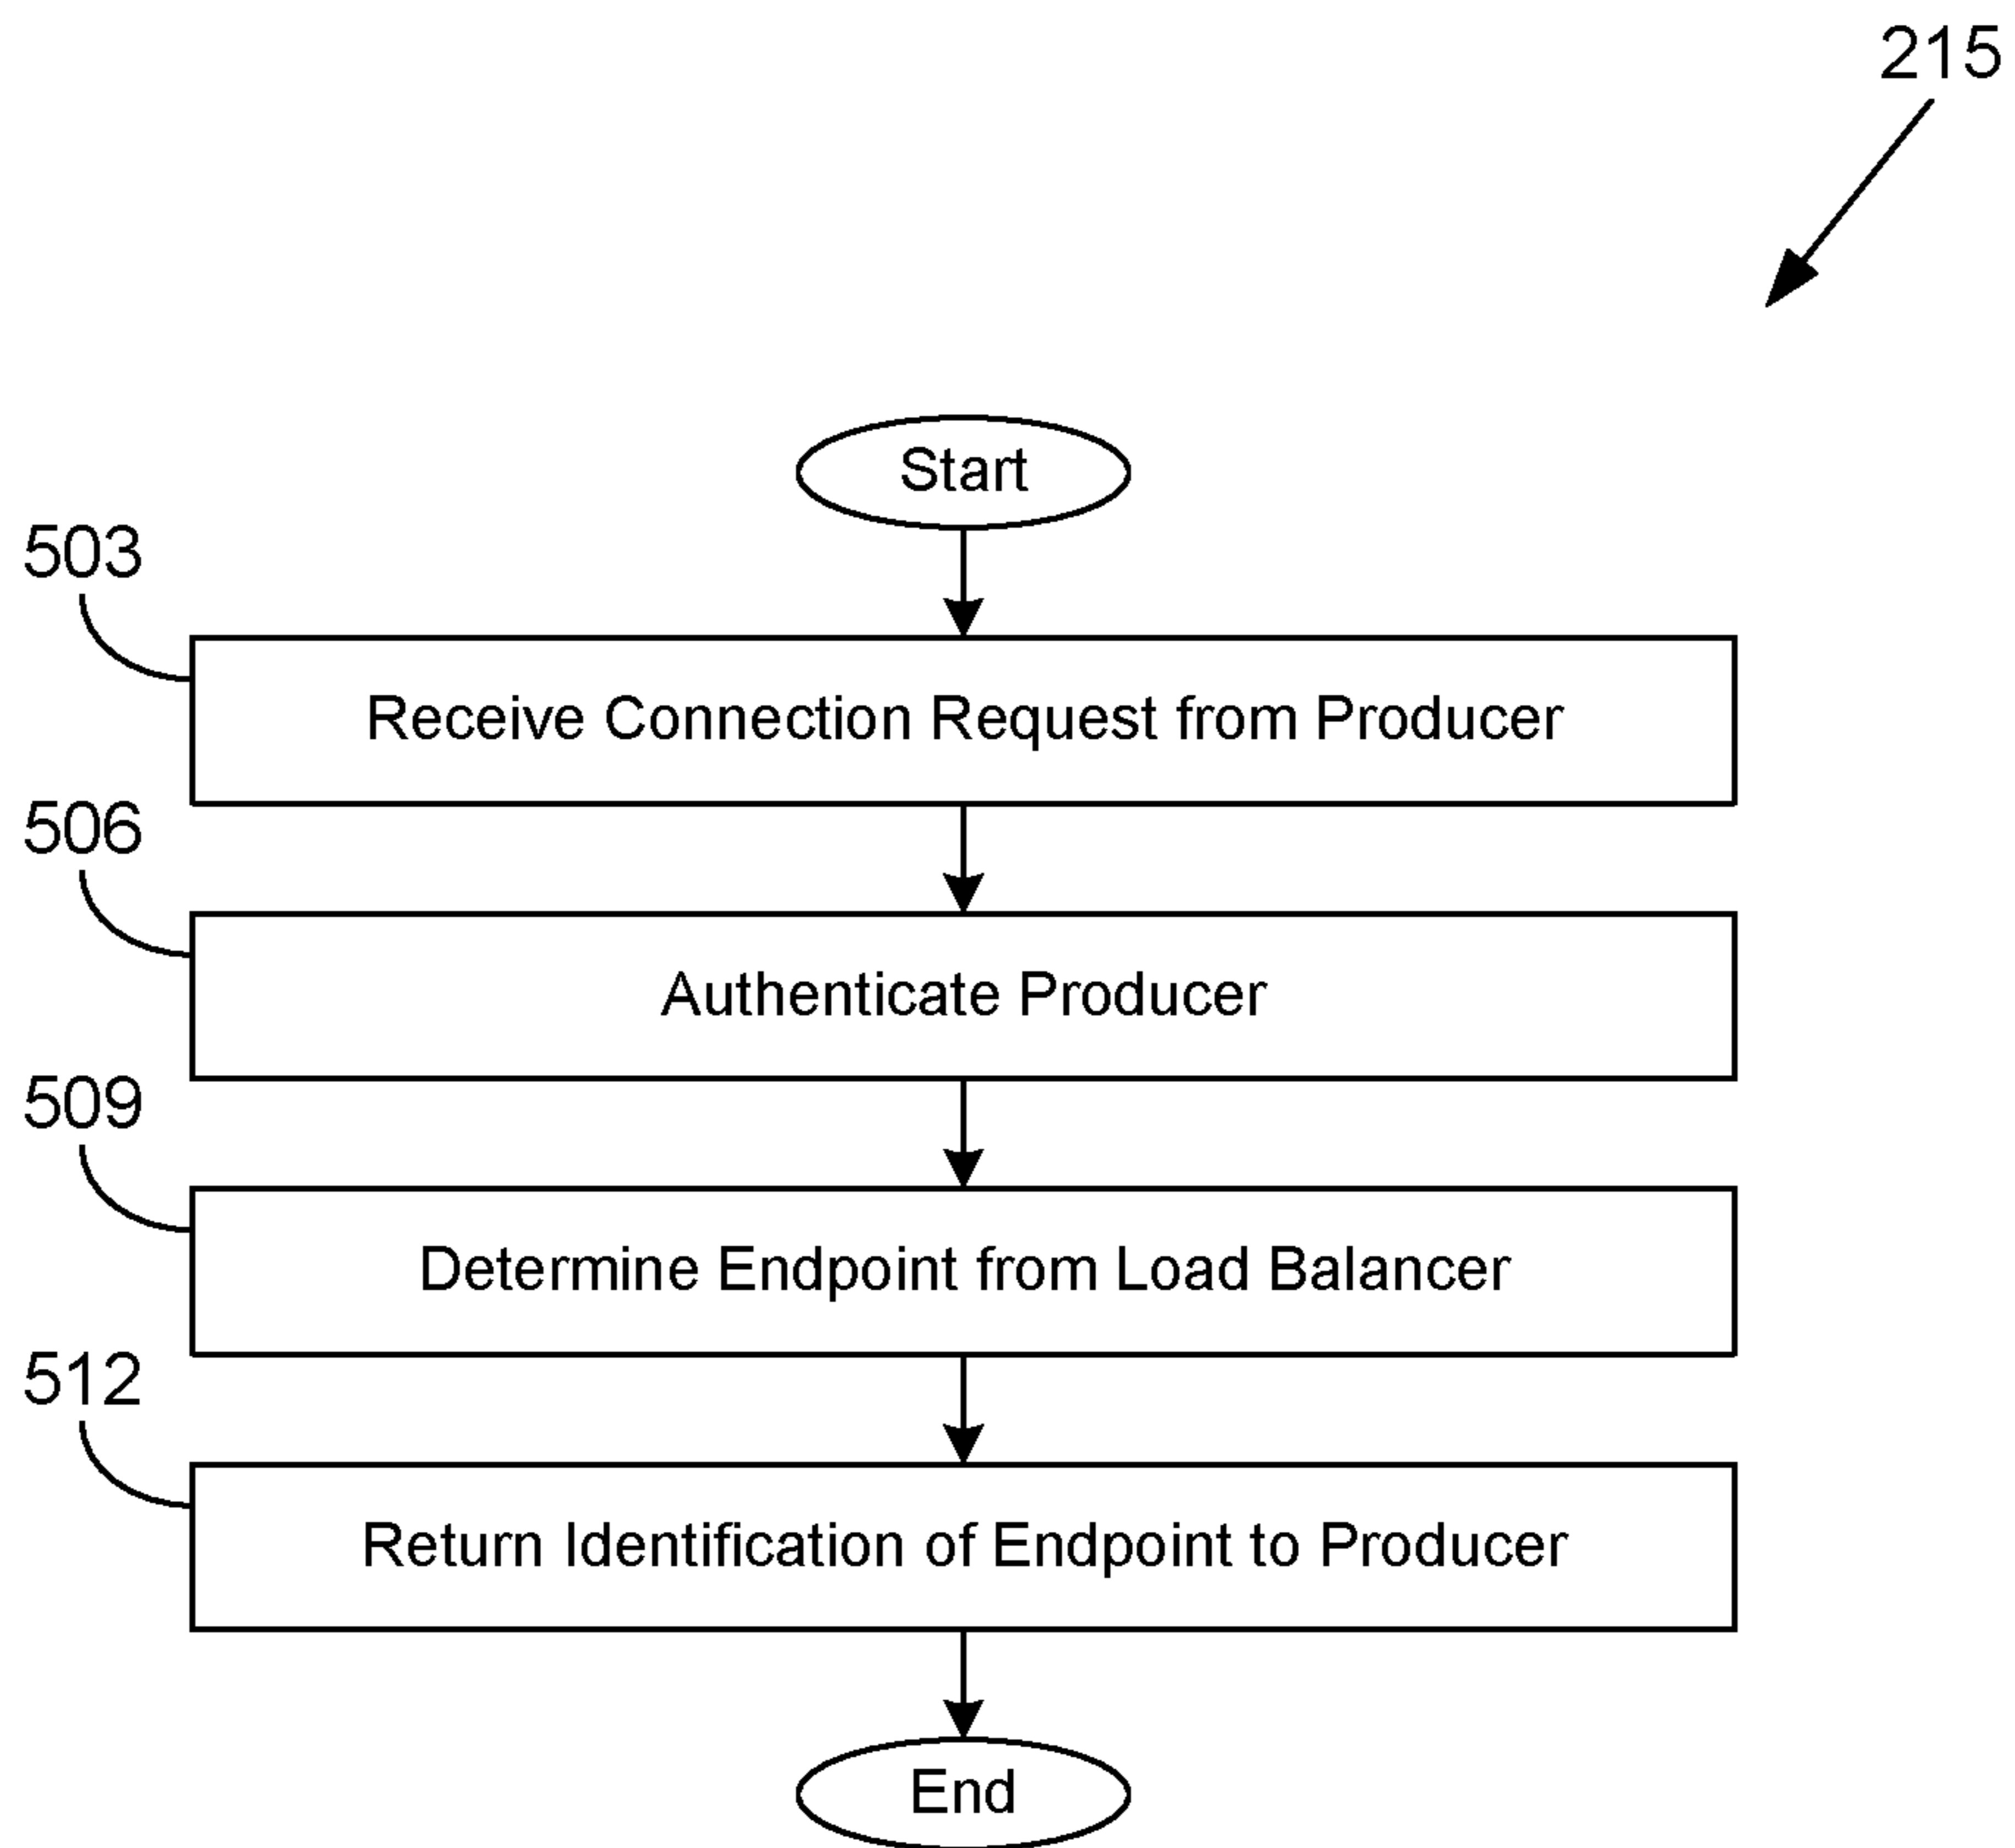 215
Start
503
Receive Connection Request from Producer
506
Authenticate Producer
509
Determine Endpoint from Load Balancer
512
Return Identification of Endpoint to Producer
End